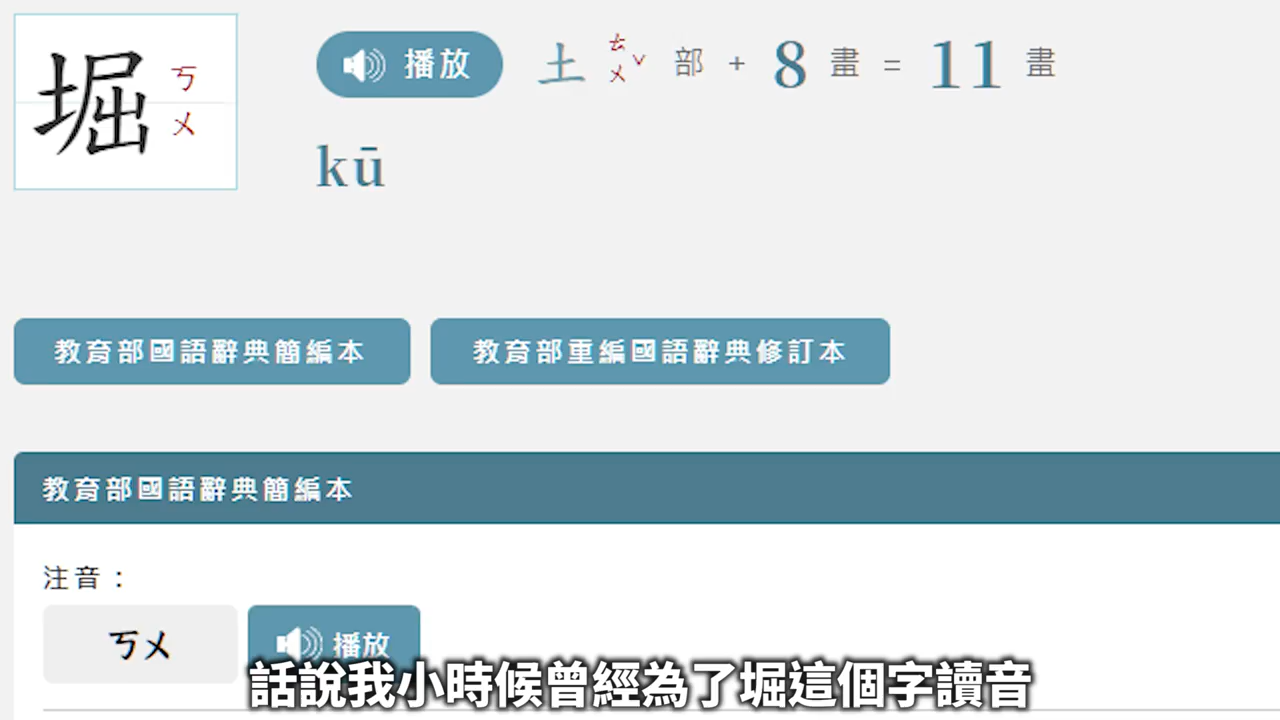 堀 ㄎㄨ
播放 土 ㄊㄨˇ 部 + 8 畫 = 11 畫
kū
教育部國語辭典簡編本 教育部重編國語辭典修訂本
教育部國語辭典簡編本
注音：
ㄎㄨ 播放
話說我小時候曾經為了堀這個字讀音